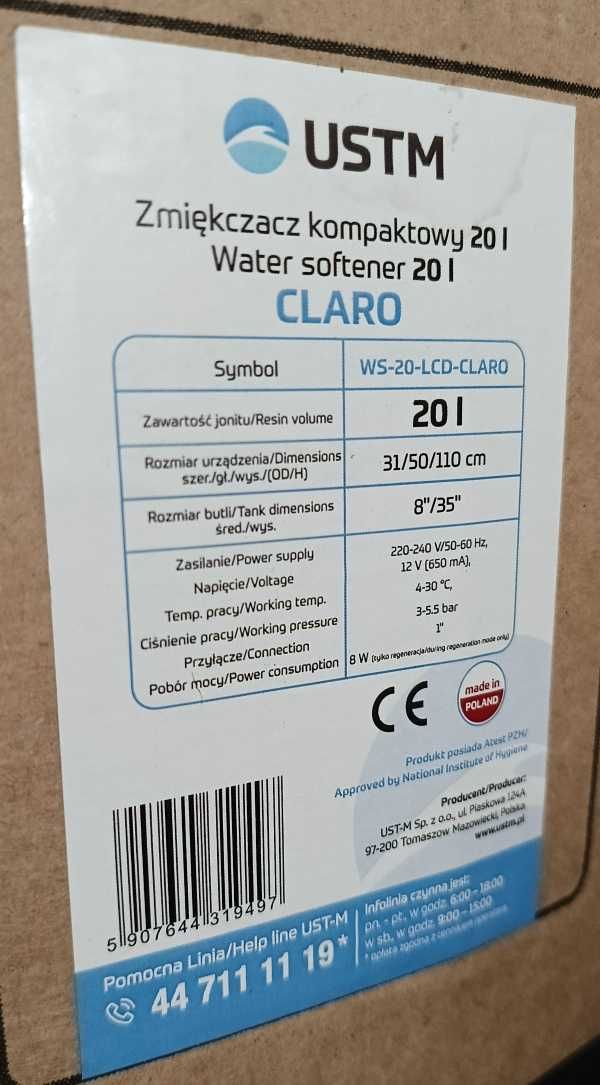 USTM
Zmiękczacz kompaktowy 20 l
Water softener 20 l
CLARO
Symbol WS-20-LCD-CLARO
Zawartość jonitu/Resin volume 20 l
Rozmiar urządzenia/Dimensions
szer./gł./wys./(OD/H) 31/50/110 cm
Rozmiar butli/Tank dimensions
śred./wys. 8"/35"
Zasilanie/Power supply 220-240 V/50-60 Hz,
Napięcie/Voltage 12 V (650 mA),
Temp. pracy/Working temp. 4-30 °C,
Ciśnienie pracy/Working pressure 3-5.5 bar
Przyłącze/Connection 1"
Pobór mocy/Power consumption 8 W (tylko regeneracja/during regeneration mode only)
CE
made in
POLAND
Produkt posiada Atest PZH/
Approved by National Institute of Hygiene
Producent/Producer:
UST-M Sp. z o.o., ul. Piaskowa 124A
97-200 Tomaszow Mazowiecki, Polska
www.ustm.pl
5 907644 319497
Pomocna Linia/Help line UST-M
44 711 11 19*
Infolinia czynna jest:
pn. - pt. w godz. 6:00 - 18:00
w sb. w godz. 9:00 - 15:00
* opłata zgodna z cennikiem operatora